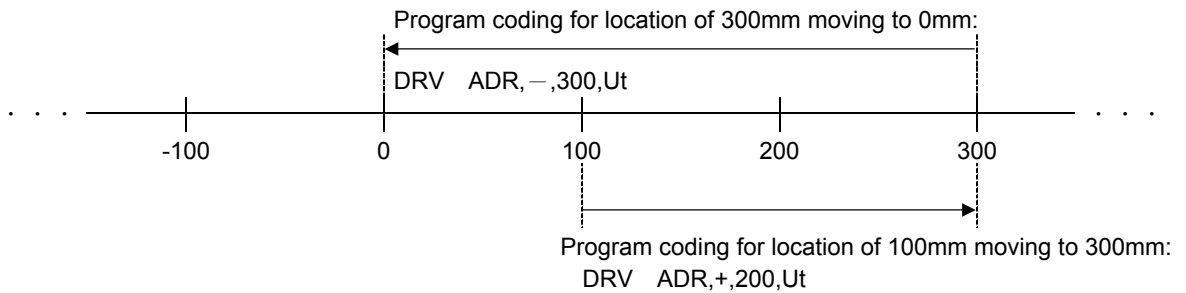 Program coding for location of 300mm moving to 0mm:
DRV ADR,－,300,Ut
· · ·
· · ·
-100 0 100 200 300
Program coding for location of 100mm moving to 300mm:
DRV ADR,+,200,Ut